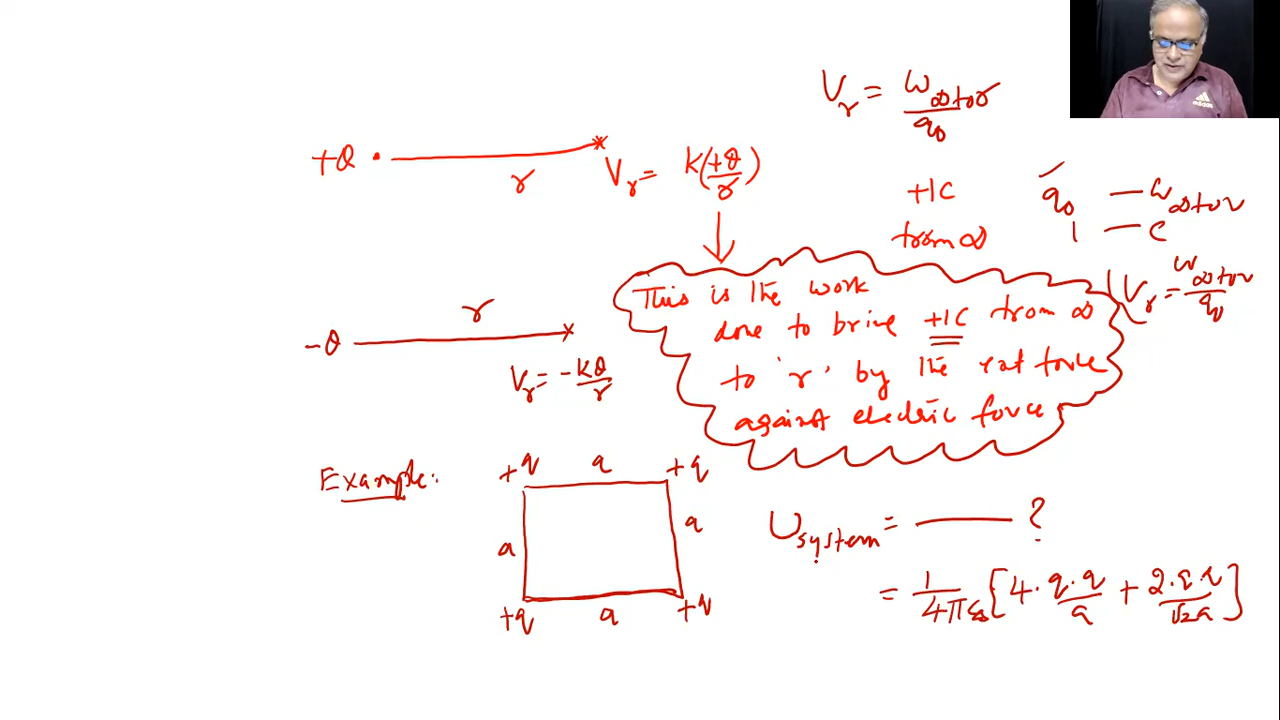 V_r = W_∞ to r / q_0
+Q
r
V_r = K(+Q/r)
+1C
from ∞
q_0 — W_∞ to r
1 — c
V_r = W_∞ to r / q_0
This is the work
done to bring +1C from ∞
to 'r' by the ext force
against electric force
-Q
r
V_r = -KQ/r
Example:
+q a +q
a a
+q a +q
U_system = ——— ?
= 1/4πε_0 [4·q·q/a + 2·q·q/√2a]
adidas